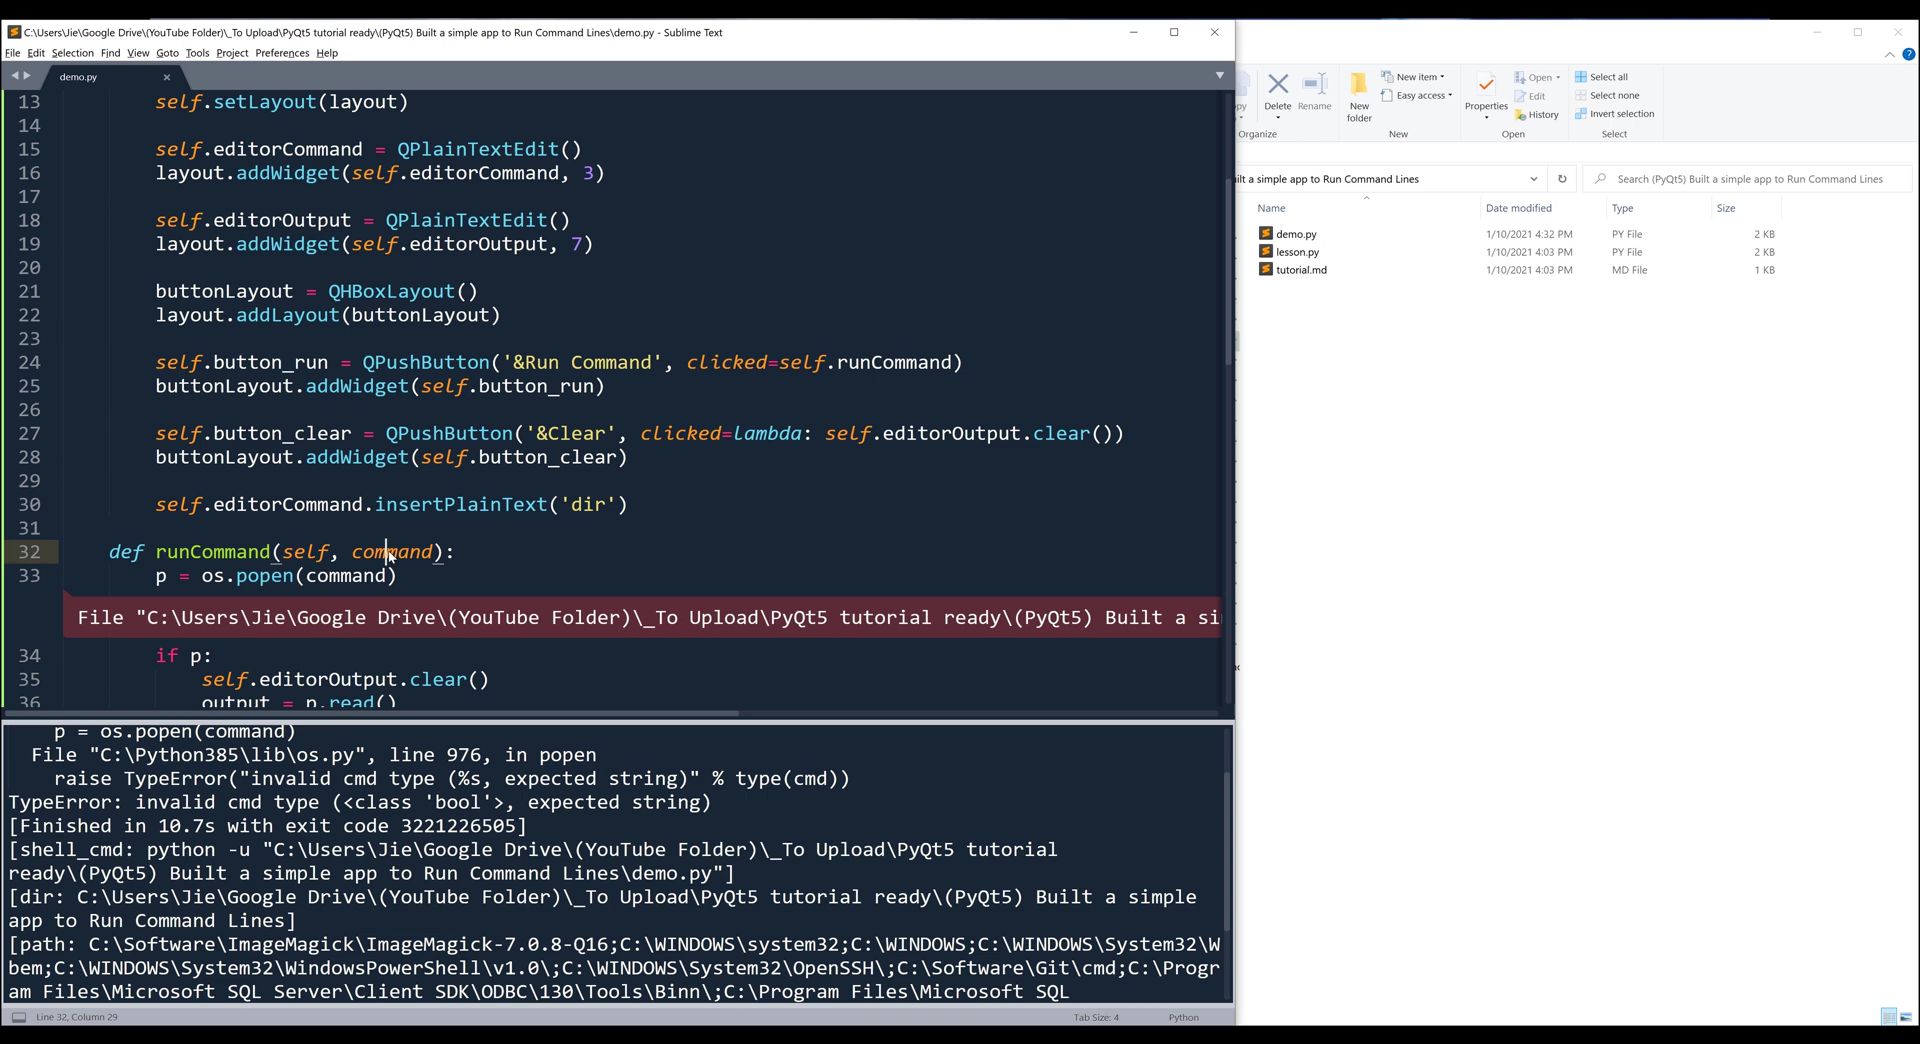 C:\Users\Jie\Google Drive\(YouTube Folder)\_To Upload\PyQt5 tutorial ready\(PyQt5) Built a simple app to Run Command Lines\demo.py - Sublime Text
File Edit Selection Find View Goto Tools Project Preferences Help
demo.py
13 self.setLayout(layout)
14
15 self.editorCommand = QPlainTextEdit()
16 layout.addWidget(self.editorCommand, 3)
17
18 self.editorOutput = QPlainTextEdit()
19 layout.addWidget(self.editorOutput, 7)
20
21 buttonLayout = QHBoxLayout()
22 layout.addLayout(buttonLayout)
23
24 self.button_run = QPushButton('&Run Command', clicked=self.runCommand)
25 buttonLayout.addWidget(self.button_run)
26
27 self.button_clear = QPushButton('&Clear', clicked=lambda: self.editorOutput.clear())
28 buttonLayout.addWidget(self.button_clear)
29
30 self.editorCommand.insertPlainText('dir')
31
32 def runCommand(self, command):
33 p = os.popen(command)
File "C:\Users\Jie\Google Drive\(YouTube Folder)\_To Upload\PyQt5 tutorial ready\(PyQt5) Built a si
34 if p:
35 self.editorOutput.clear()
36 output = p.read()
p = os.popen(command)
File "C:\Python385\lib\os.py", line 976, in popen
raise TypeError("invalid cmd type (%s, expected string)" % type(cmd))
TypeError: invalid cmd type (<class 'bool'>, expected string)
[Finished in 10.7s with exit code 3221226505]
[shell_cmd: python -u "C:\Users\Jie\Google Drive\(YouTube Folder)\_To Upload\PyQt5 tutorial
ready\(PyQt5) Built a simple app to Run Command Lines\demo.py"]
[dir: C:\Users\Jie\Google Drive\(YouTube Folder)\_To Upload\PyQt5 tutorial ready\(PyQt5) Built a simple
app to Run Command Lines]
[path: C:\Software\ImageMagick\ImageMagick-7.0.8-Q16;C:\WINDOWS\system32;C:\WINDOWS;C:\WINDOWS\System32\W
bem;C:\WINDOWS\System32\WindowsPowerShell\v1.0\;C:\WINDOWS\System32\OpenSSH\;C:\Software\Git\cmd;C:\Progr
am Files\Microsoft SQL Server\Client SDK\ODBC\130\Tools\Binn\;C:\Program Files\Microsoft SQL
Line 32, Column 29
Tab Size: 4
Python
py
Delete
Rename
Organize
New folder
New item
Easy access
New
Properties
Open
Edit
History
Open
Select all
Select none
Invert selection
Select
ilt a simple app to Run Command Lines
Search (PyQt5) Built a simple app to Run Command Lines
Name Date modified Type Size
demo.py 1/10/2021 4:32 PM PY File 2 KB
lesson.py 1/10/2021 4:03 PM PY File 2 KB
tutorial.md 1/10/2021 4:03 PM MD File 1 KB